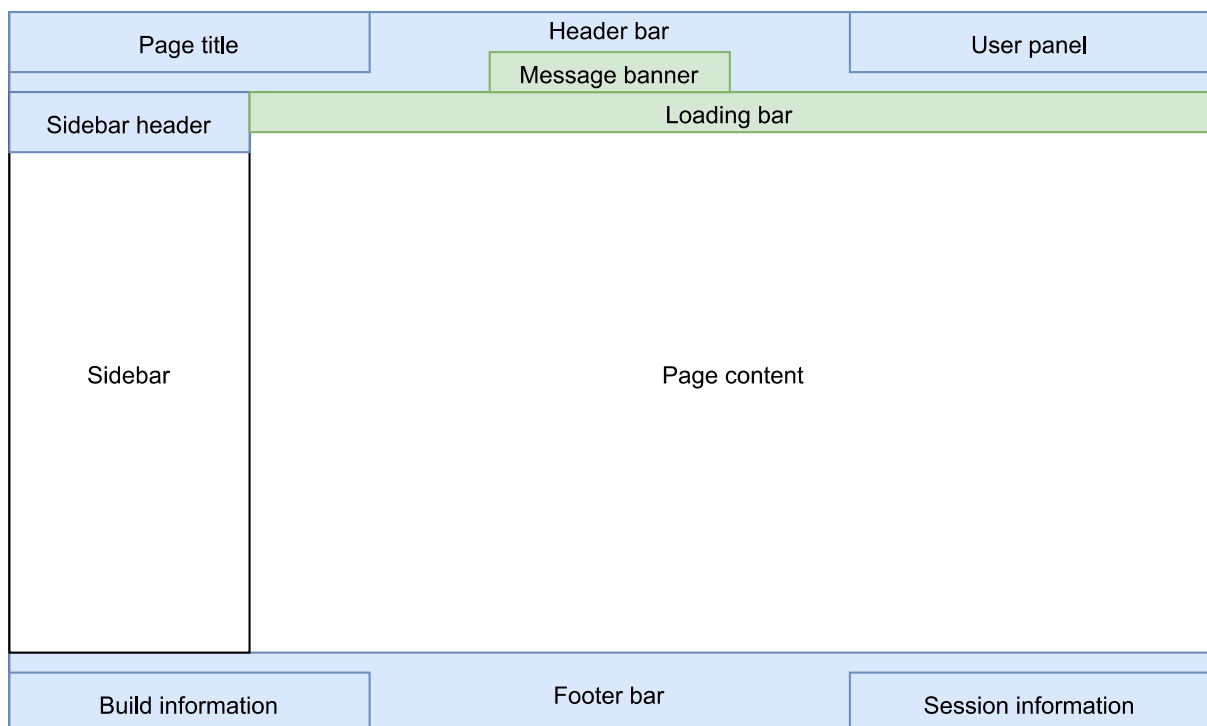 Page title
Header bar
User panel
Message banner
Sidebar header
Loading bar
Sidebar
Page content
Build information
Footer bar
Session information